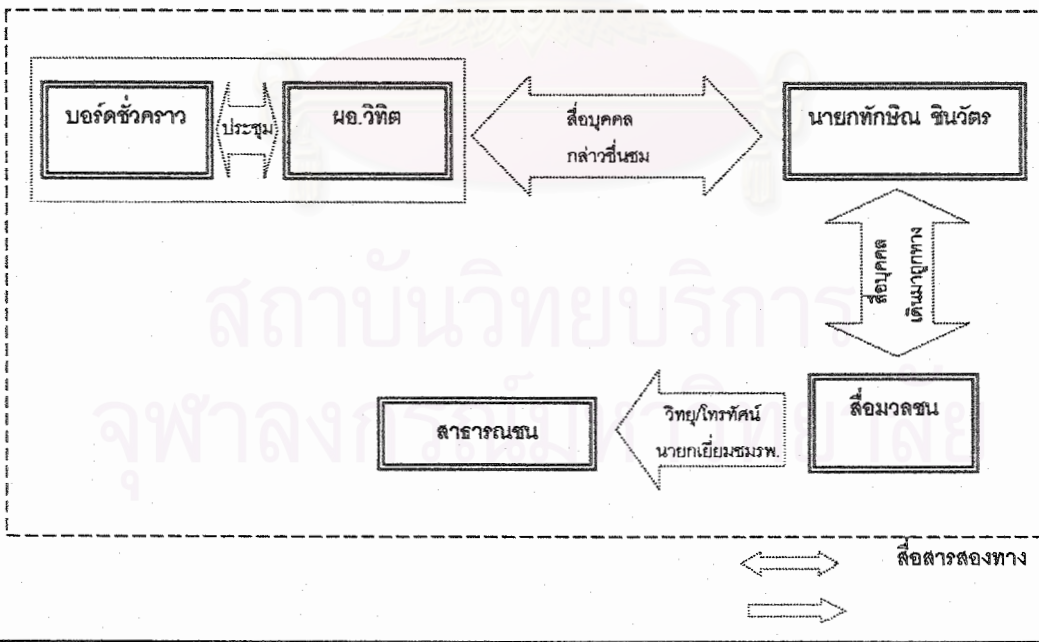 บอร์ดชั่วคราว
ประชุม
ผอ.วิทิต
สื่อบุคคล
กล่าวชื่นชม
นายกทักษิณ ชินวัตร
สื่อบุคคล
เดินมาถูกทาง
สื่อมวลชน
วิทยุ/โทรทัศน์
นายกเยี่ยมชมรพ.
สาธารณชน
สถาบันวิทยบริการ
จุฬาลงกรณ์มหาวิทยาลัย
สื่อสารสองทาง